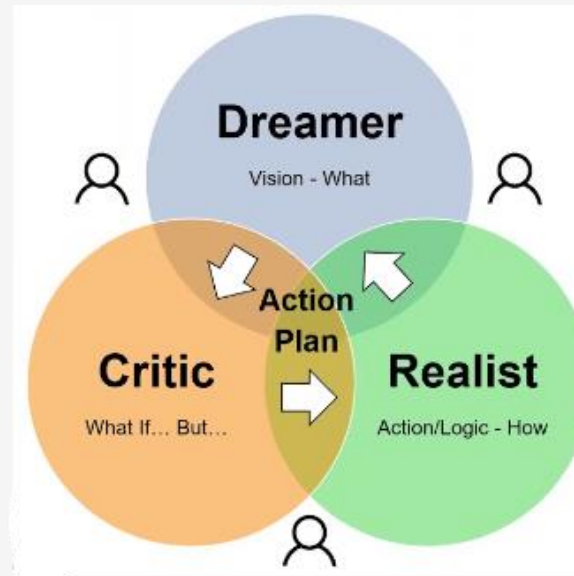 Dreamer
Vision - What
Action
Plan
Critic
What If... But...
Realist
Action/Logic - How